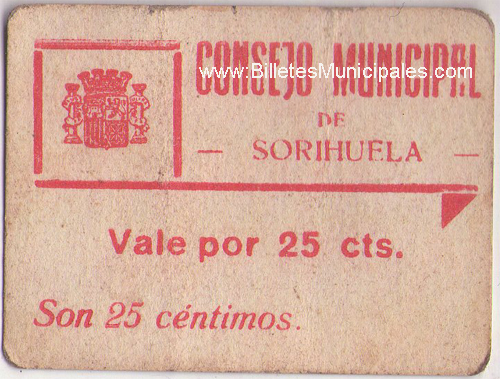 CONSEJO MUNICIPAL
www.BilletesMunicipales.com
DE
— SORIHUELA —
Vale por 25 cts.
Son 25 céntimos.